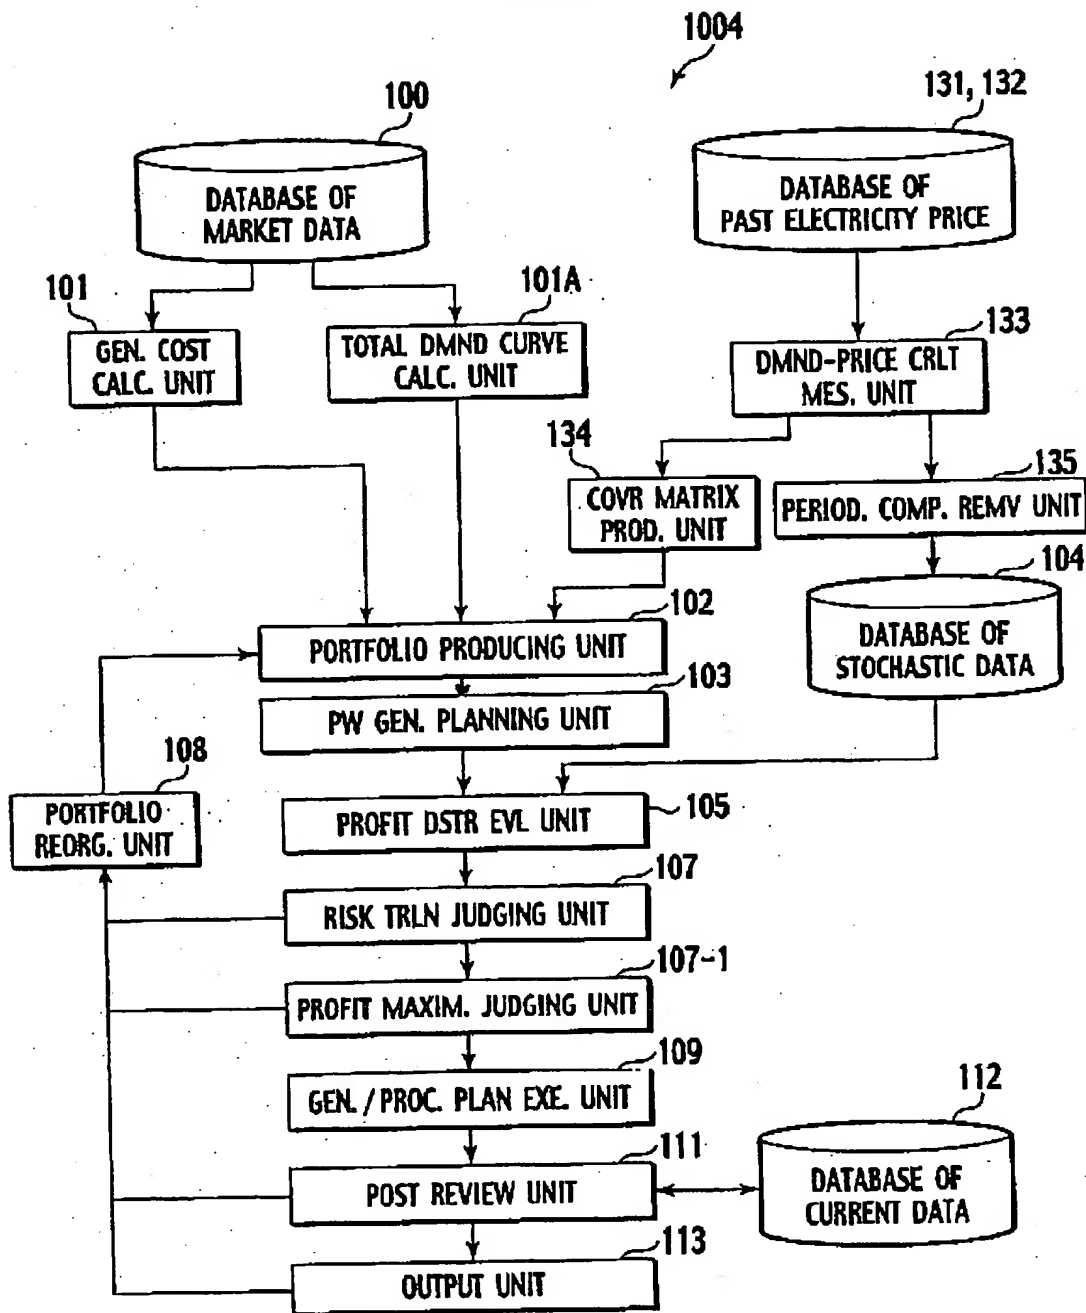 1004
100
131, 132
DATABASE OF
MARKET DATA
DATABASE OF
PAST ELECTRICITY PRICE
101
101A
133
GEN. COST
CALC. UNIT
TOTAL DMND CURVE
CALC. UNIT
DMND-PRICE CRLT
MES. UNIT
134
135
COVR MATRIX
PROD. UNIT
PERIOD. COMP. REMV UNIT
104
102
DATABASE OF
STOCHASTIC DATA
PORTFOLIO PRODUCING UNIT
103
PW GEN. PLANNING UNIT
108
PORTFOLIO
REORG. UNIT
PROFIT DSTR EVL UNIT
105
107
RISK TRLN JUDGING UNIT
107-1
PROFIT MAXIM. JUDGING UNIT
109
GEN./PROC. PLAN EXE. UNIT
112
111
POST REVIEW UNIT
DATABASE OF
CURRENT DATA
113
OUTPUT UNIT